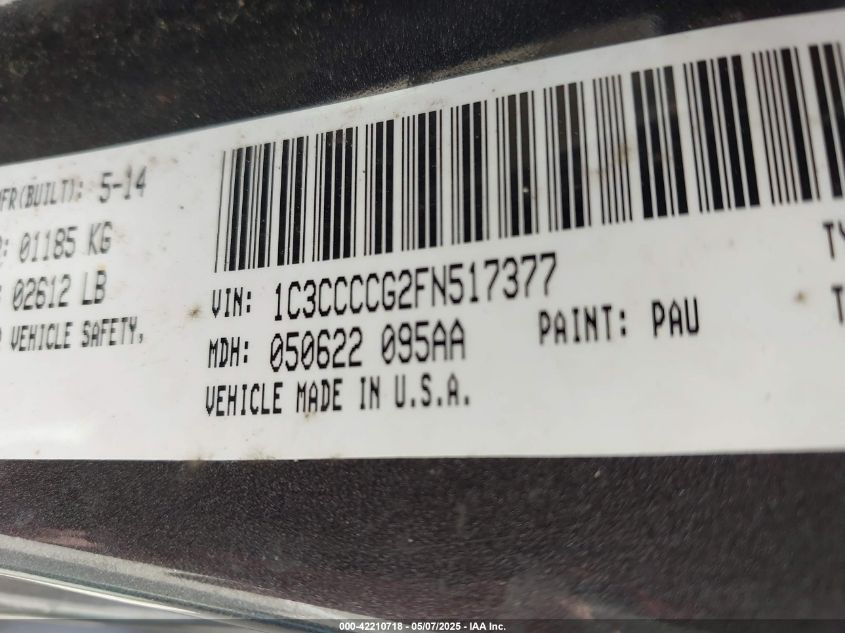 MFR(BUILT): 5-14
01185 KG
02612 LB
VEHICLE SAFETY,
VIN: 1C3CCCCG2FN517377
MDH: 050622 095AA
PAINT: PAU
VEHICLE MADE IN U.S.A.
000-42210718 - 05/07/2025 - IAA Inc.